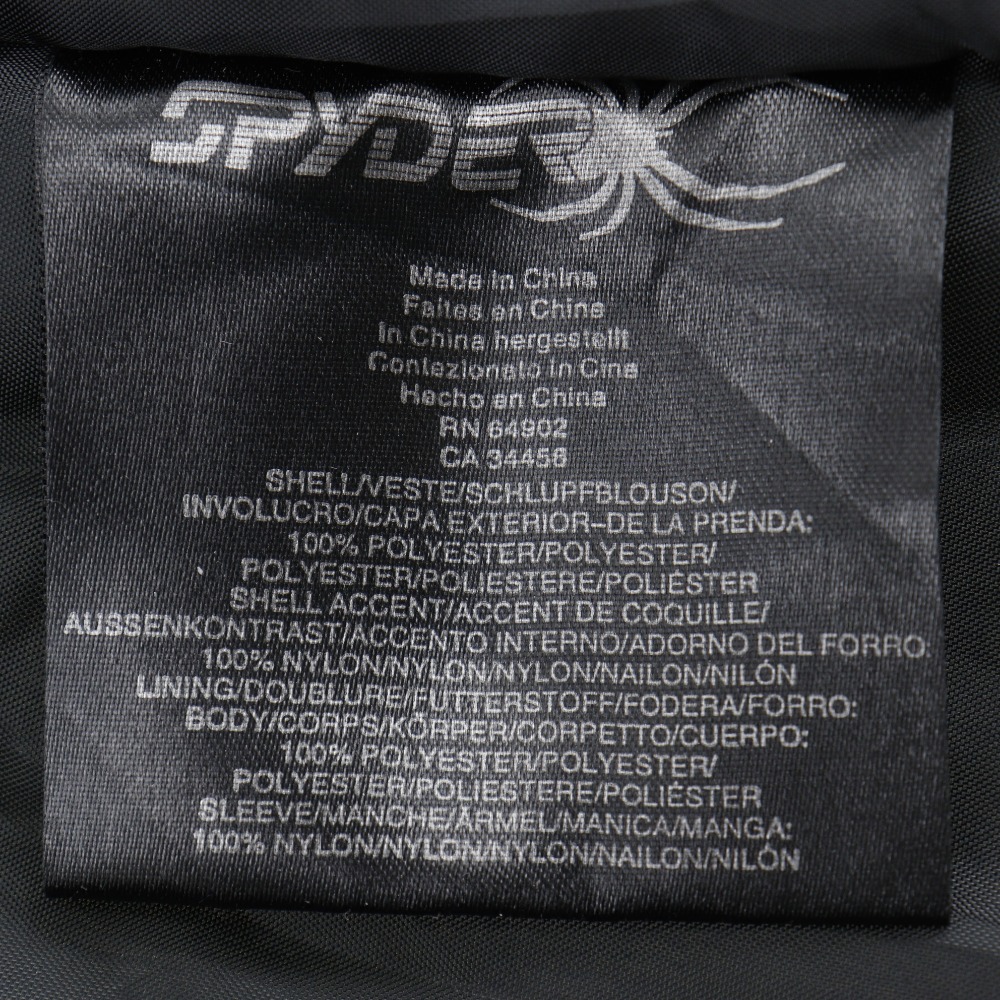 SPYDER
Made in China
Faites en China
In China hergestellt
Contezionato in Cina
Hecho en China
RN 64902
CA 34456
SHELL/VESTE/SCHLUPFBLOUSON/
INVOLUCRO/CAPA EXTERIOR-DE LA PRENDA:
100% POLYESTER/POLYESTER/
POLYESTER/POLIESTERE/POLIÉSTER
SHELL ACCENT/ACCENT DE COQUILLE/
AUSSENKONTRAST/ACCENTO INTERNO/ADORNO DEL FORRO:
100% NYLON/NYLON/NYLON/NAILON/NILÓN
LINING/DOUBLURE/FUTTERSTOFF/FODERA/FORRO:
BODY/CORPS/KÖRPER/CORPETTO/CUERPO:
100% POLYESTER/POLYESTER/
POLYESTER/POLIESTERE/POLIÉSTER
SLEEVE/MANCHE/ÄRMEL/MANICA/MANGA:
100% NYLON/NYLON/NYLON/NAILON/NILÓN